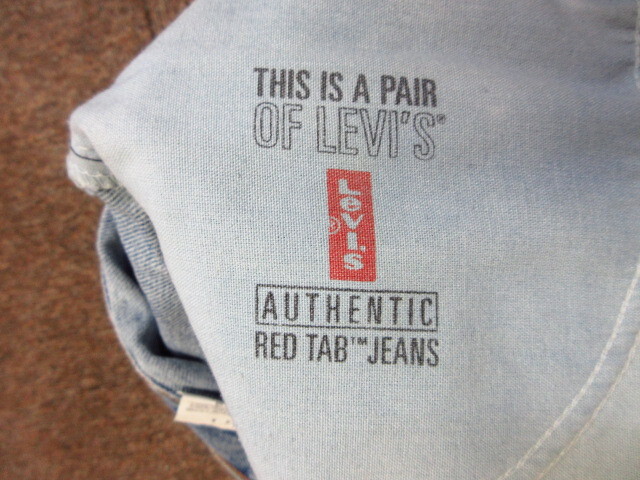 THIS IS A PAIR
OF LEVI'S®
Levi's®
AUTHENTIC
RED TAB™ JEANS